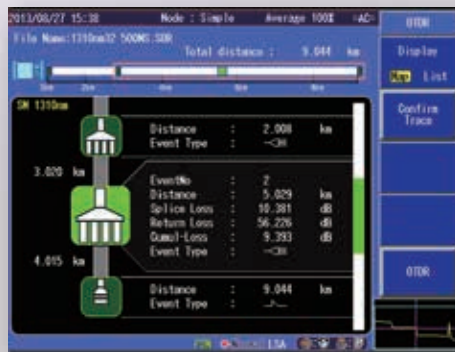 2013/08/27 15:38 Mode : Simple Average 100% =AC=
File Name:1310nm32 500NS.SOR
Total distance : 9.044 km
OTDR
Display
Map List
Confirm
Trace
SM 1310nm
Distance : 2.008 km
Event Type :
3.020 km
EventNo : 2
Distance : 5.029 km
Splice Loss : 10.381 dB
Return Loss : 56.226 dB
Cumul-Loss : 9.393 dB
Event Type :
4.015 km
Distance : 9.044 km
Event Type :
OTDR
LSA